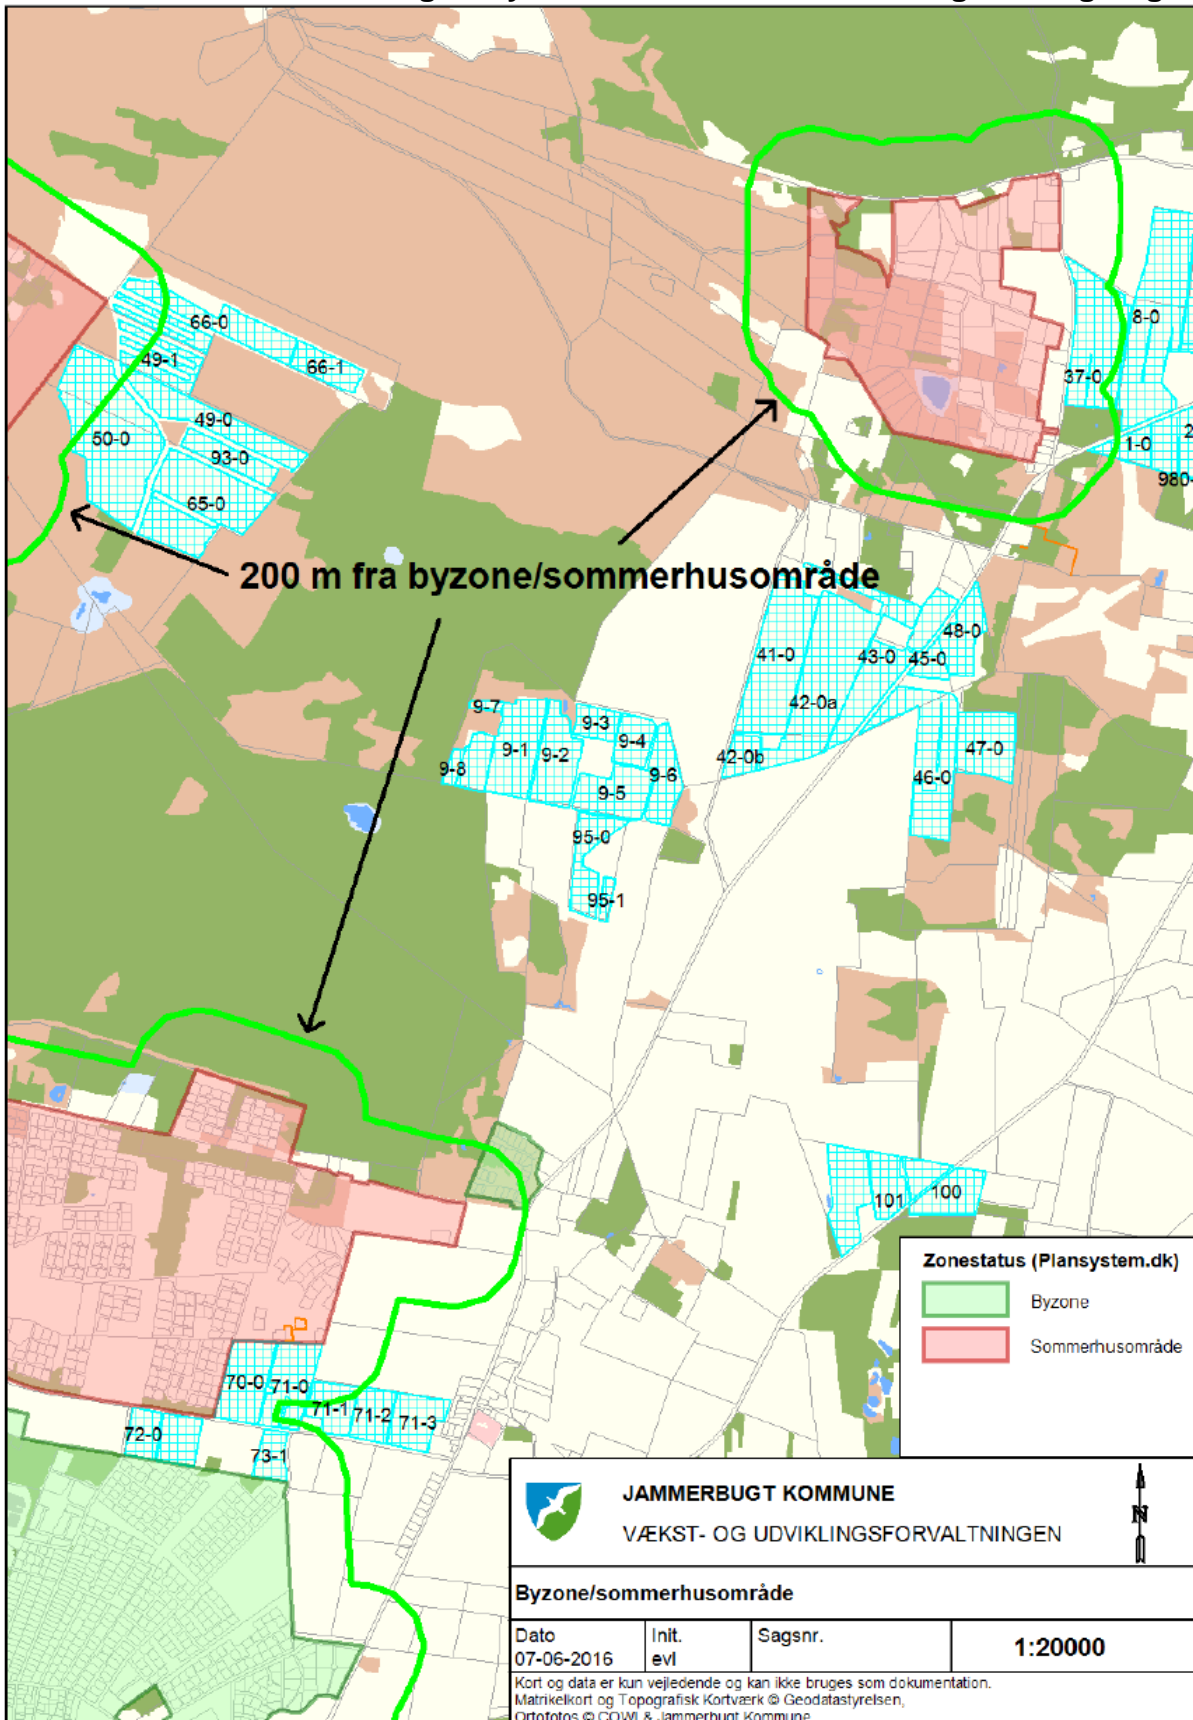 66-0
66-1
49-1
49-0
50-0
93-0
65-0
8-0
37-0
1-0
2
980-
200 m fra byzone/sommerhusområde
48-0
41-0
43-0
45-0
42-0a
42-0b
47-0
46-0
9-7
9-3
9-4
9-1
9-2
9-8
9-6
9-5
95-0
95-1
101
100
70-0
71-0
71-1
71-2
71-3
72-0
73-1
Zonestatus (Plansystem.dk)
Byzone
Sommerhusområde
JAMMERBUGT KOMMUNE
VÆKST- OG UDVIKLINGSFORVALTNINGEN
N
Byzone/sommerhusområde
Dato
07-06-2016
Init.
evl
Sagsnr.
1:20000
Kort og data er kun vejledende og kan ikke bruges som dokumentation.
Matrikelkort og Topografisk Kortværk © Geodatastyrelsen,
Ortofotos © COWI & Jammerbugt Kommune